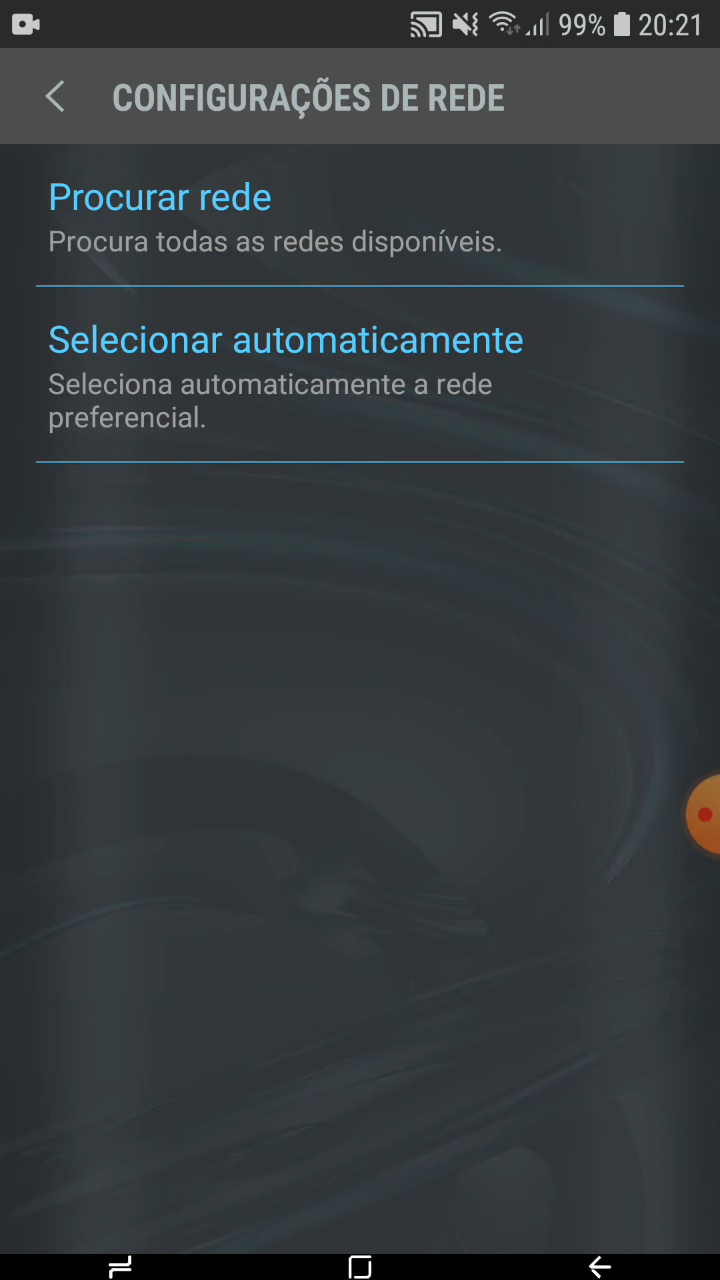 99% 20:21
CONFIGURAÇÕES DE REDE
Procurar rede
Procura todas as redes disponíveis.
Selecionar automaticamente
Seleciona automaticamente a rede
preferencial.